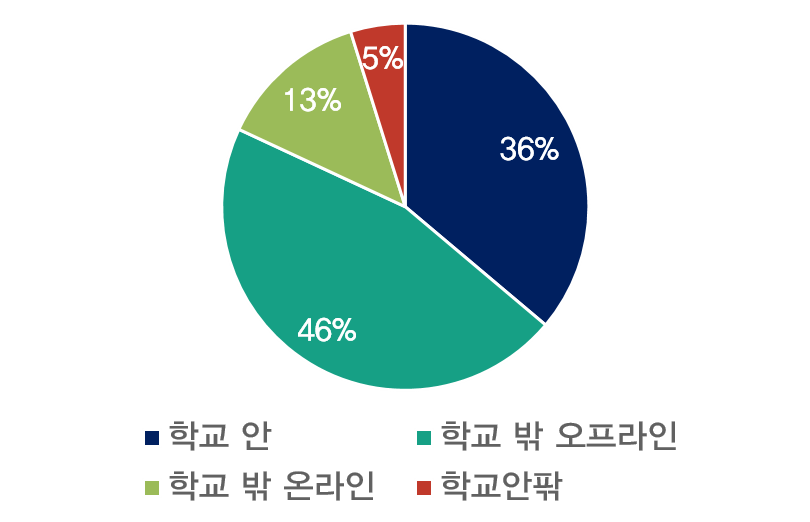 5%
13%
36%
46%
학교 안
학교 밖 오프라인
학교 밖 온라인
학교안팎